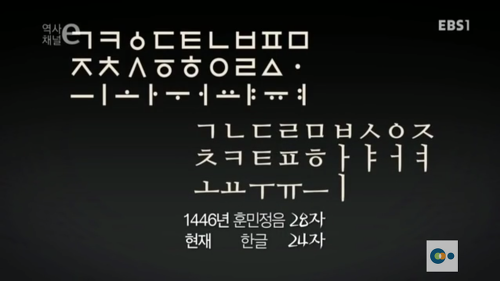 역사
채널 e
EBS1
ㄱㅋㆁㄷㅌㄴㅂㅍㅁ
ㅈㅊㅅㆆㅎㅇㄹㅿㆍ
ㅡㅣㅗㅏㅜㅓㅛㅑㅠㅕ
ㄱㄴㄷㄹㅁㅂㅅㅇㅈ
ㅊㅋㅌㅍㅎㅏㅑㅓㅕ
ㅗㅛㅜㅠㅡㅣ
1446년 훈민정음 28자
현재 한글 24자